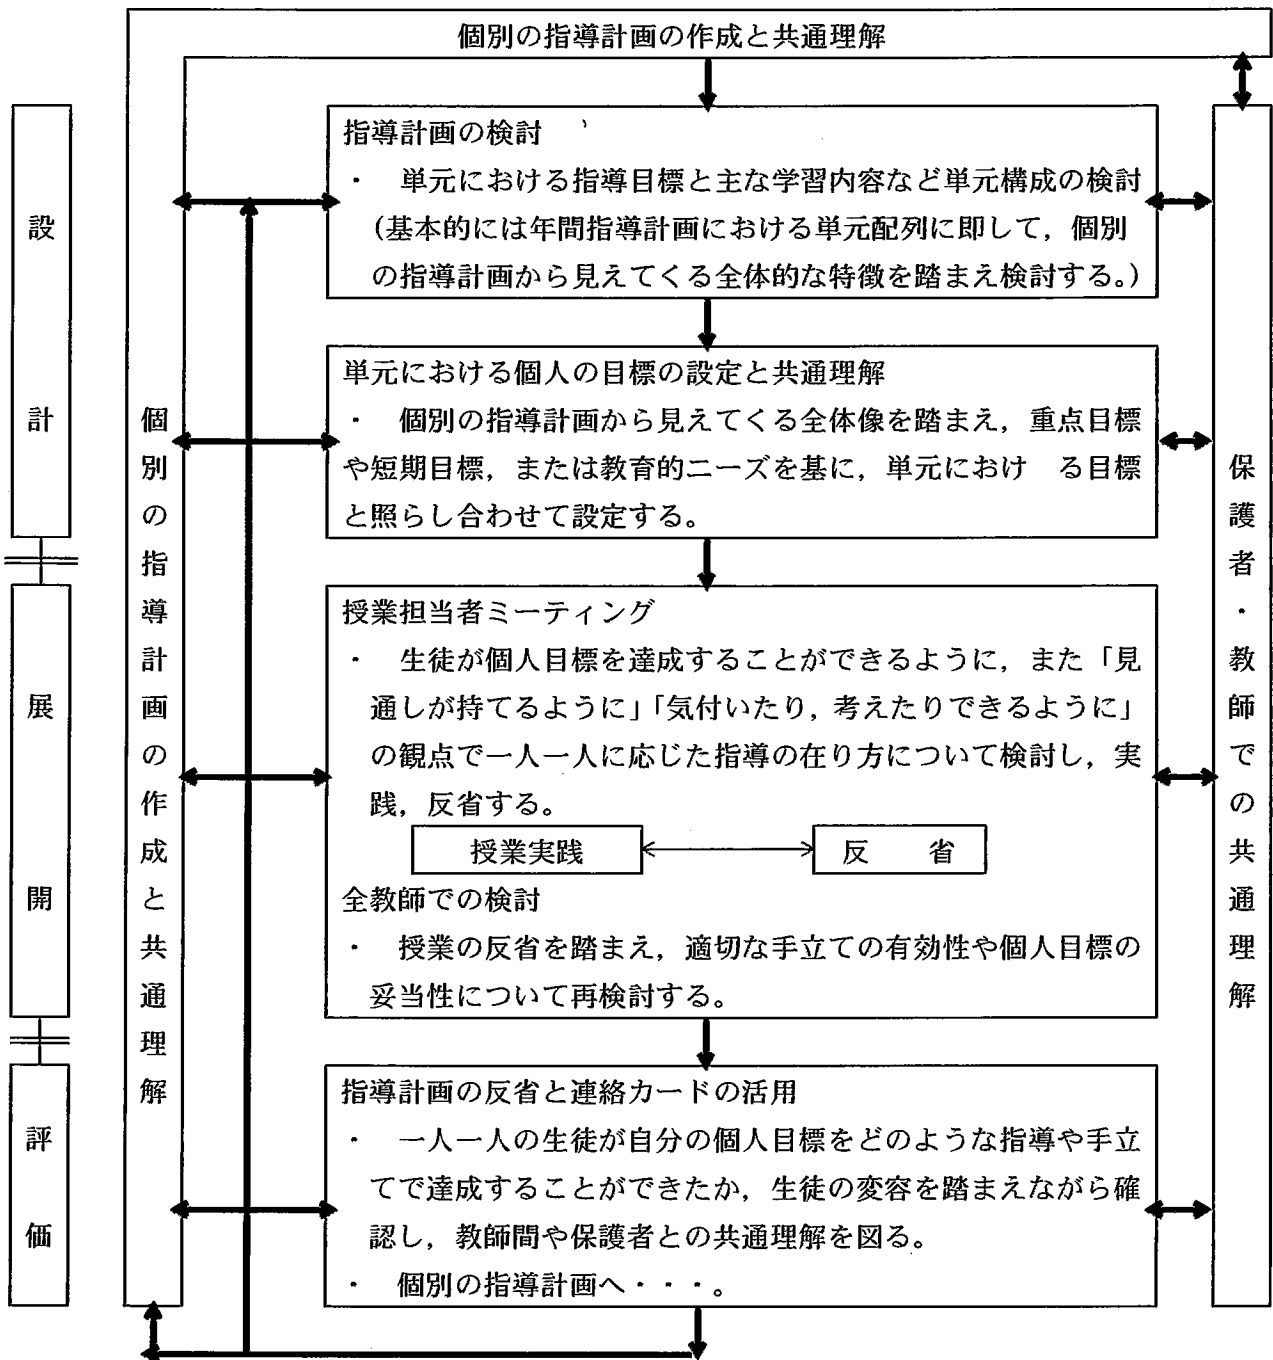 個別の指導計画の作成と共通理解
設計
展開
評価
個別の指導計画の作成と共通理解
指導計画の検討
・ 単元における指導目標と主な学習内容など単元構成の検討
(基本的には年間指導計画における単元配列に即して，個別
の指導計画から見えてくる全体的な特徴を踏まえ検討する。)
単元における個人の目標の設定と共通理解
・ 個別の指導計画から見えてくる全体像を踏まえ，重点目標
や短期目標，または教育的ニーズを基に，単元におけ る目標
と照らし合わせて設定する。
授業担当者ミーティング
・ 生徒が個人目標を達成することができるように，また「見
通しが持てるように」「気付いたり，考えたりできるように」
の観点で一人一人に応じた指導の在り方について検討し，実
践，反省する。
授業実践
反 省
全教師での検討
・ 授業の反省を踏まえ，適切な手立ての有効性や個人目標の
妥当性について再検討する。
指導計画の反省と連絡カードの活用
・ 一人一人の生徒が自分の個人目標をどのような指導や手立
てで達成することができたか，生徒の変容を踏まえながら確
認し，教師間や保護者との共通理解を図る。
・ 個別の指導計画へ・・・。
保護者・教師での共通理解